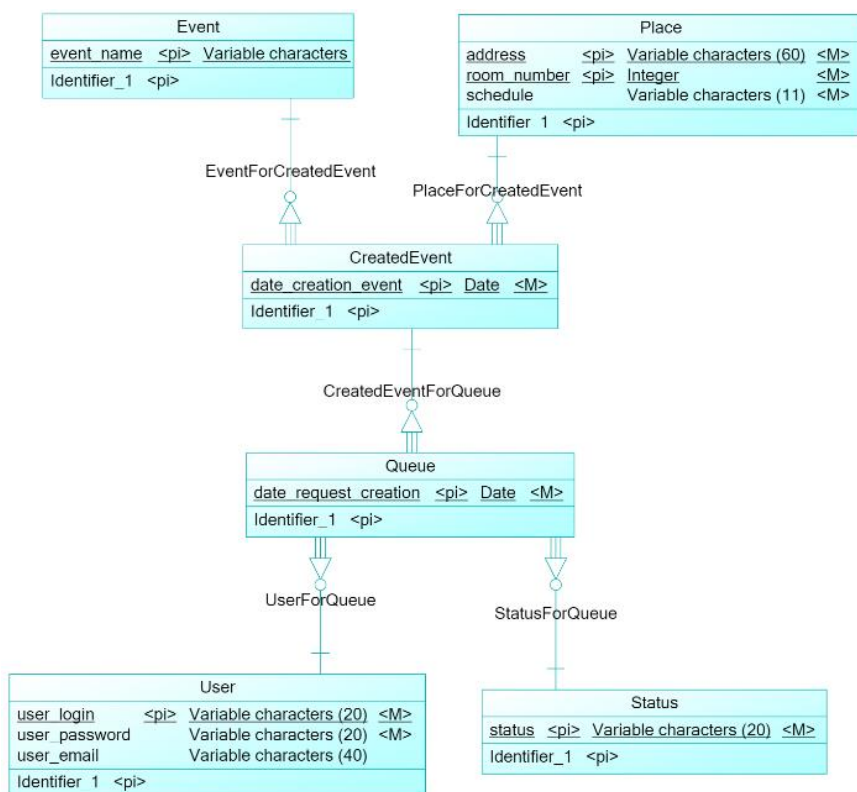 Event
event_name <pi> Variable characters
Identifier_1 <pi>
Place
address <pi> Variable characters (60) <M>
room_number <pi> Integer <M>
schedule Variable characters (11) <M>
Identifier_1 <pi>
EventForCreatedEvent
PlaceForCreatedEvent
CreatedEvent
date_creation_event <pi> Date <M>
Identifier_1 <pi>
CreatedEventForQueue
Queue
date_request_creation <pi> Date <M>
Identifier_1 <pi>
UserForQueue
StatusForQueue
User
user_login <pi> Variable characters (20) <M>
user_password Variable characters (20) <M>
user_email Variable characters (40)
Identifier_1 <pi>
Status
status <pi> Variable characters (20) <M>
Identifier_1 <pi>